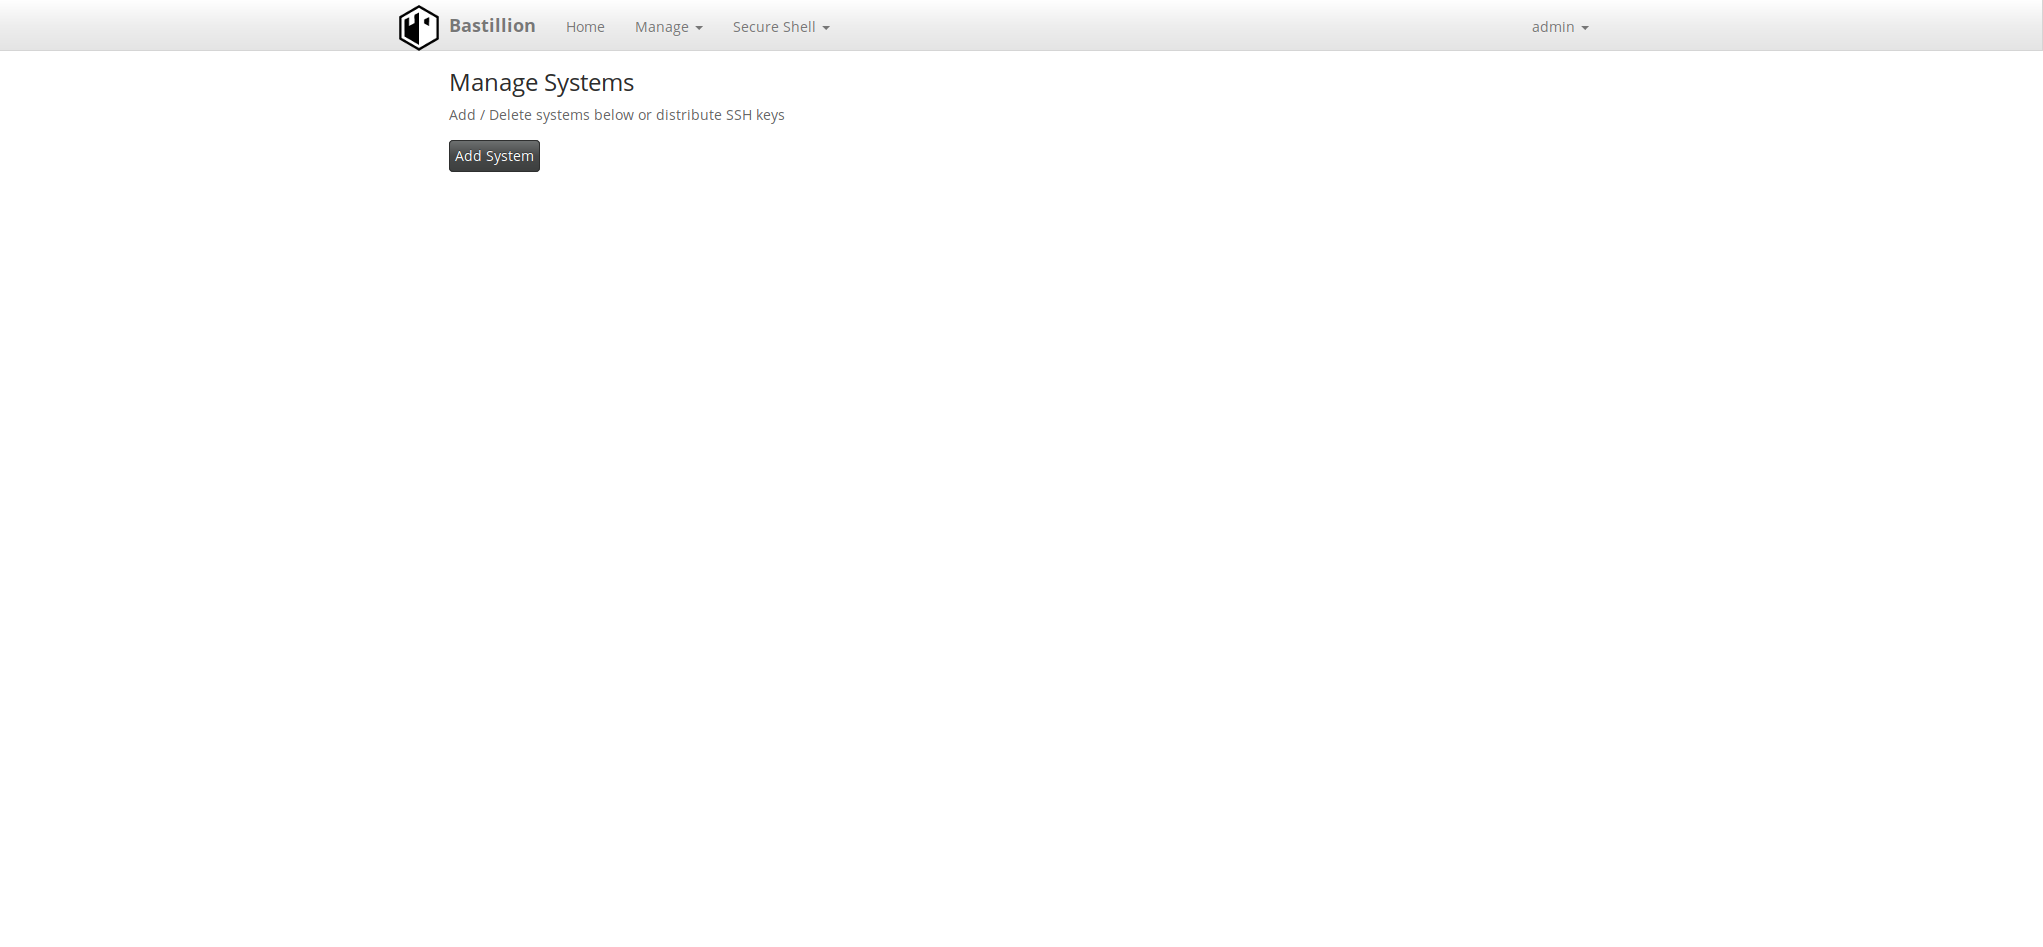 Bastillion Home Manage Secure Shell admin
Manage Systems
Add / Delete systems below or distribute SSH keys
Add System